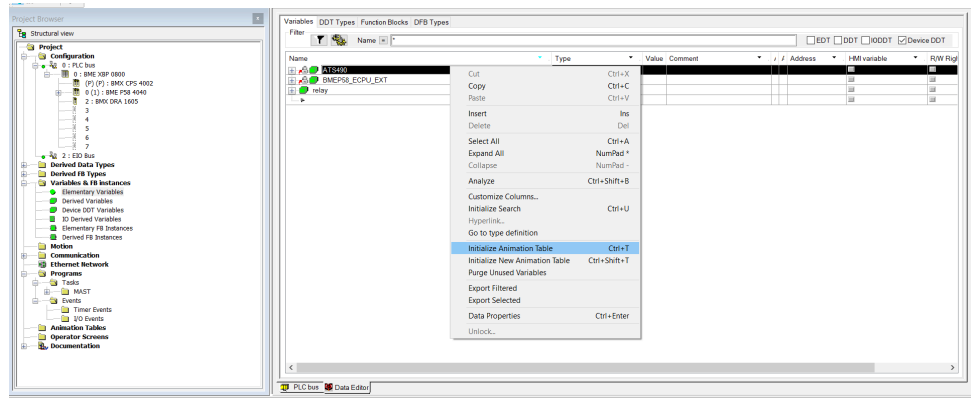 Project Browser
Structural view
Project
Configuration
0 : PLC bus
0 : BME XBP 0800
(P) (P) : BMX CPS 4002
0 (1) : BME P58 4040
2 : BMX DRA 1605
3
4
5
6
7
2 : EIO Bus
Derived Data Types
Derived FB Types
Variables & FB instances
Elementary Variables
Derived Variables
Device DDT Variables
IO Derived Variables
Elementary FB Instances
Derived FB Instances
Motion
Communication
Ethernet Network
Programs
Tasks
MAST
Events
Timer Events
I/O Events
Animation Tables
Operator Screens
Documentation
Variables DDT Types Function Blocks DFB Types
Filter
Name = * EDT DDT IODDT Device DDT
Name Type Value Comment Address HMI variable R/W Rigl
ATS490
BMEP58_ECPU_EXT
relay
Cut Ctrl+X
Copy Ctrl+C
Paste Ctrl+V
Insert Ins
Delete Del
Select All Ctrl+A
Expand All NumPad *
Collapse NumPad -
Analyze Ctrl+Shift+B
Customize Columns...
Initialize Search Ctrl+U
Hyperlink...
Go to type definition
Initialize Animation Table Ctrl+T
Initialize New Animation Table Ctrl+Shift+T
Purge Unused Variables
Export Filtered
Export Selected
Data Properties Ctrl+Enter
Unlock...
PLC bus Data Editor